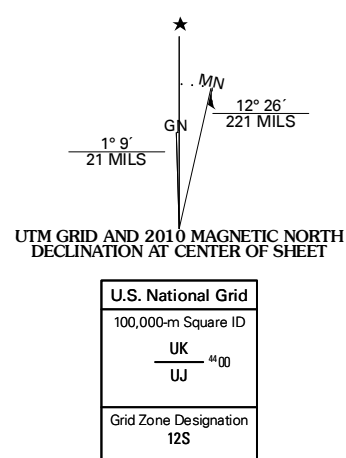 ★
MN
GN
12° 26´
221 MILS
1° 9´
21 MILS
UTM GRID AND 2010 MAGNETIC NORTH
DECLINATION AT CENTER OF SHEET
U.S. National Grid
100,000-m Square ID
UK
4400
UJ
Grid Zone Designation
12S